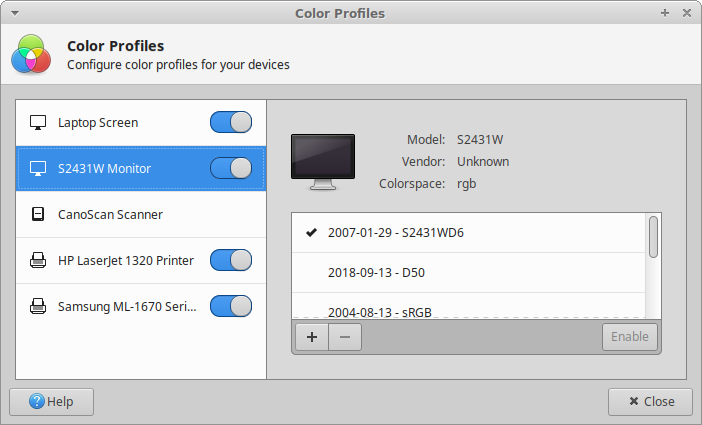 Color Profiles
Color Profiles
Configure color profiles for your devices
Laptop Screen
S2431W Monitor
CanoScan Scanner
HP LaserJet 1320 Printer
Samsung ML-1670 Seri...
Model: S2431W
Vendor: Unknown
Colorspace: rgb
2007-01-29 - S2431WD6
2018-09-13 - D50
2004-08-13 - sRGB
Enable
Help
Close